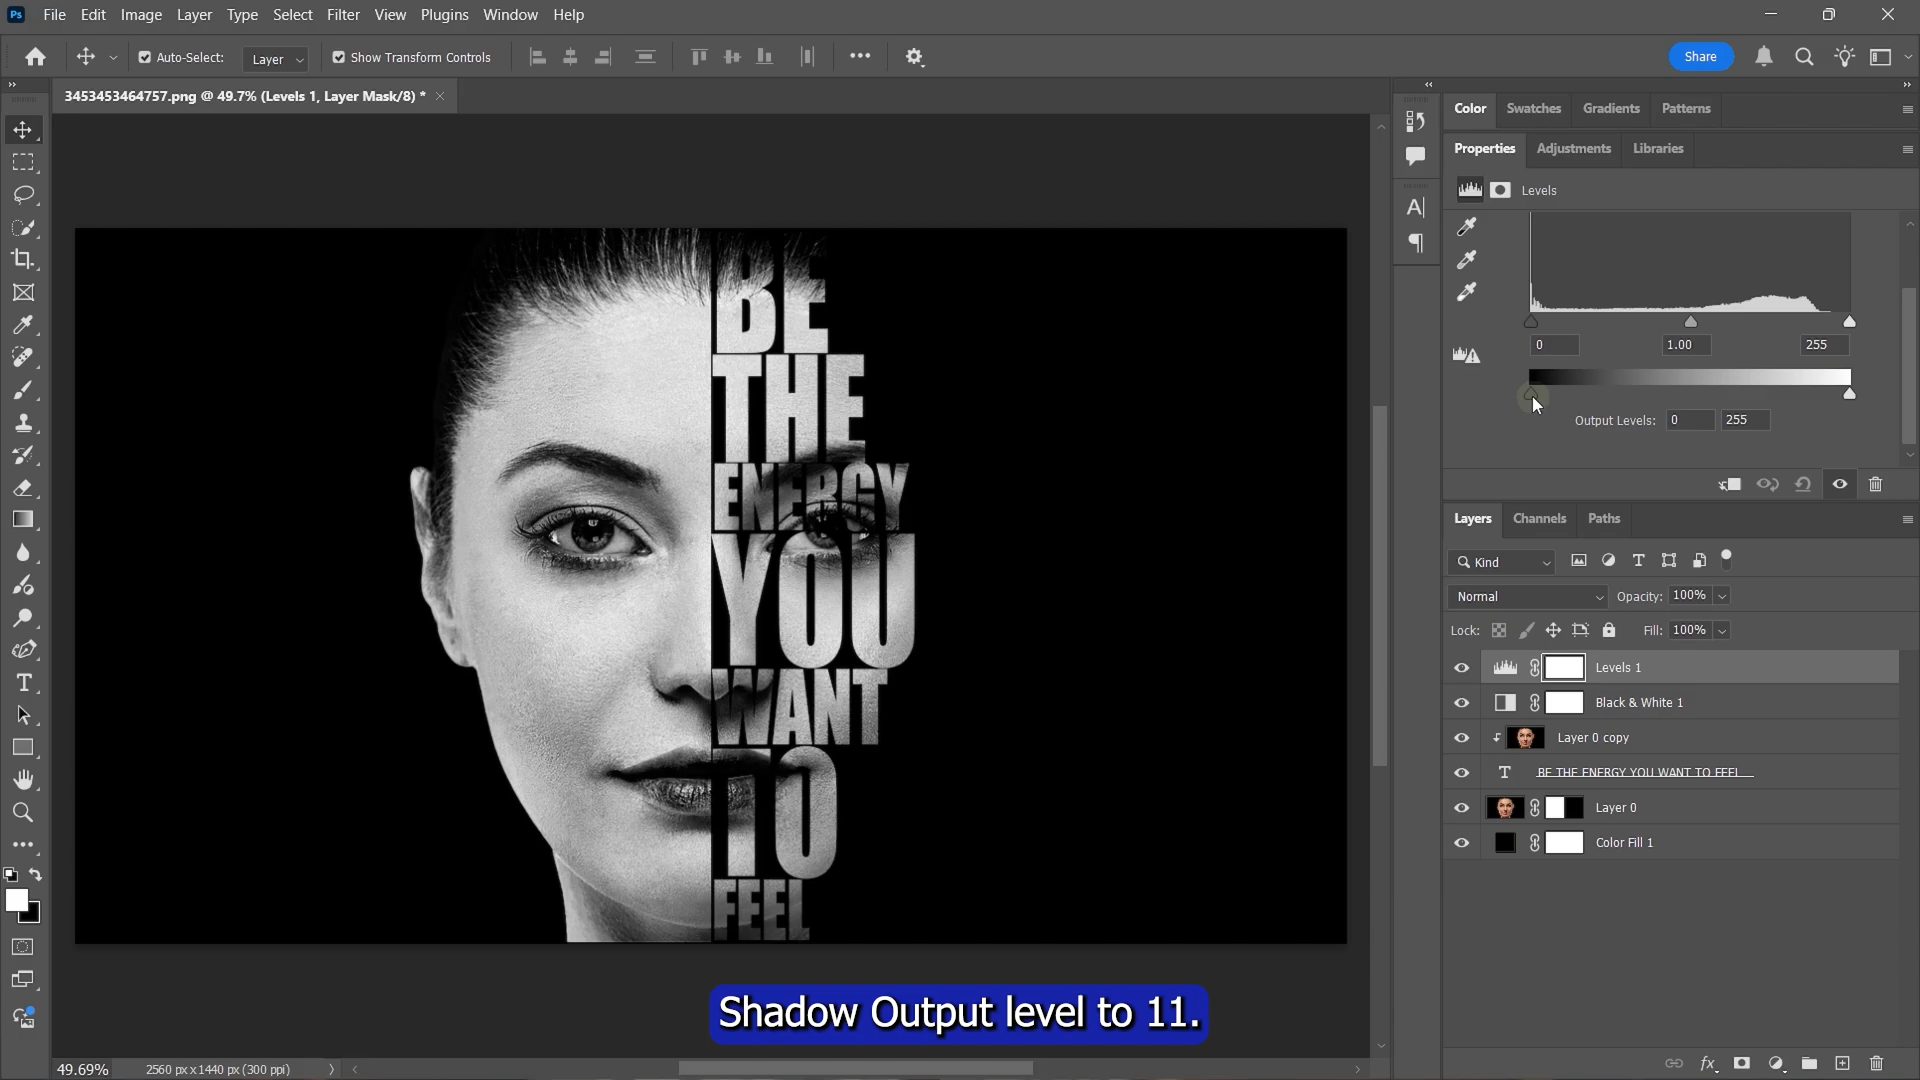 Ps File Edit Image Layer Type Select Filter View Plugins Window Help
Auto-Select: Layer Show Transform Controls Share
3453453464757.png @ 49.7% (Levels 1, Layer Mask/8) *
Color Swatches Gradients Patterns
Properties Adjustments Libraries
Levels
0 1.00 255
Output Levels: 0 255
Layers Channels Paths
Kind
Normal Opacity: 100%
Lock: Fill: 100%
Levels 1
Black & White 1
Layer 0 copy
BE THE ENERGY YOU WANT TO FEEL
Layer 0
Color Fill 1
BE
THE
ENERGY
YOU
WANT
TO
FEEL
Shadow Output level to 11.
49.69% 2560 px x 1440 px (300 ppi)